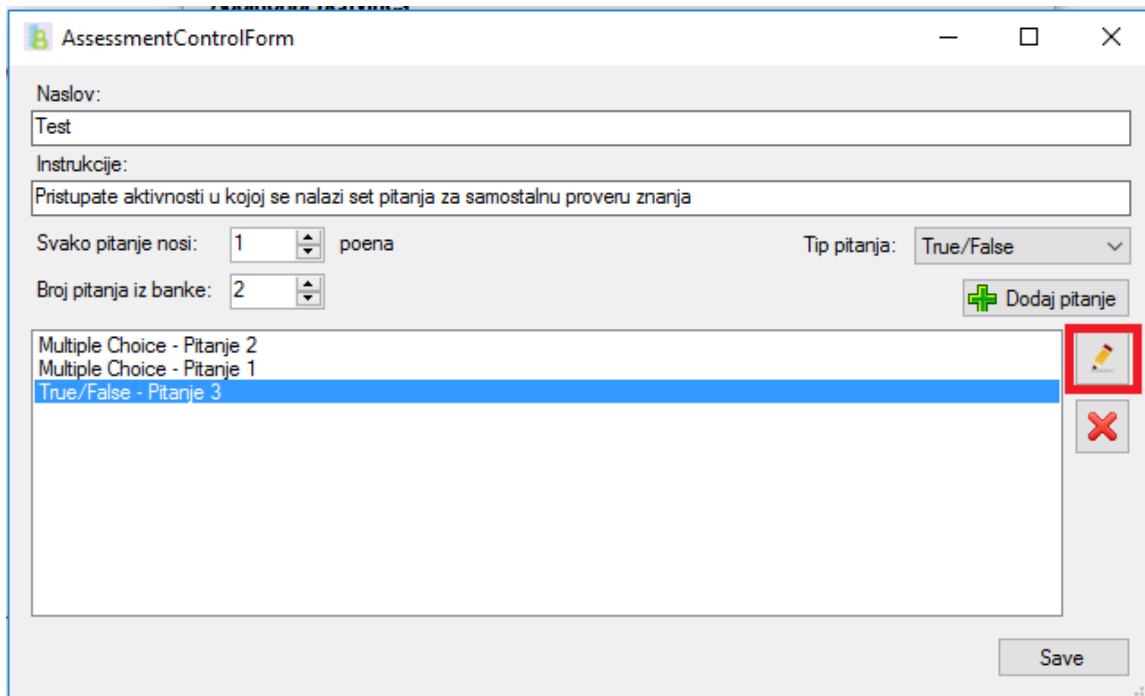 AssessmentControlForm
Naslov:
Test
Instrukcije:
Pristupate aktivnosti u kojoj se nalazi set pitanja za samostalnu proveru znanja
Svako pitanje nosi: 1 poena Tip pitanja: True/False
Broj pitanja iz banke: 2 Dodaj pitanje
Multiple Choice - Pitanje 2
Multiple Choice - Pitanje 1
True/False - Pitanje 3
Save